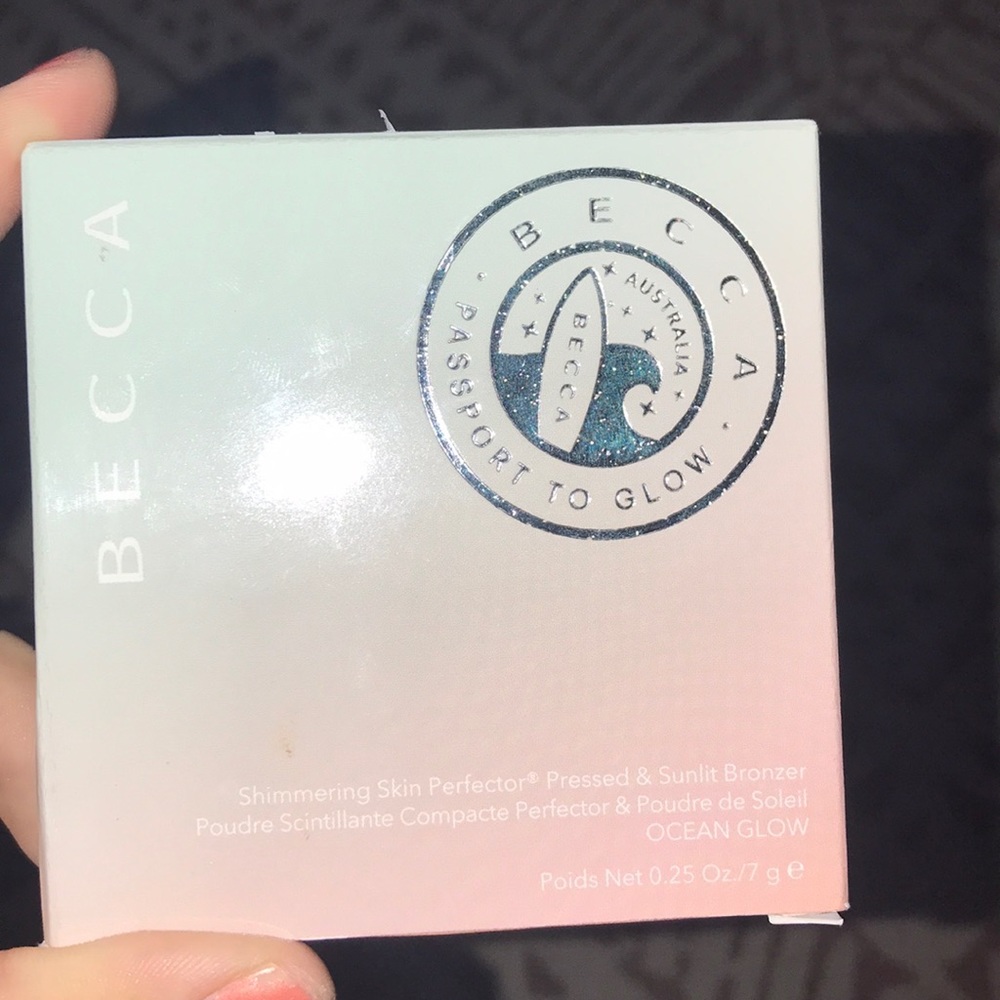 BECCA
BECCA
PASSPORT TO GLOW
AUSTRALIA
BECCA
Shimmering Skin Perfector® Pressed & Sunlit Bronzer
Poudre Scintillante Compacte Perfector & Poudre de Soleil
OCEAN GLOW
Poids Net 0.25 Oz./7 g ℮